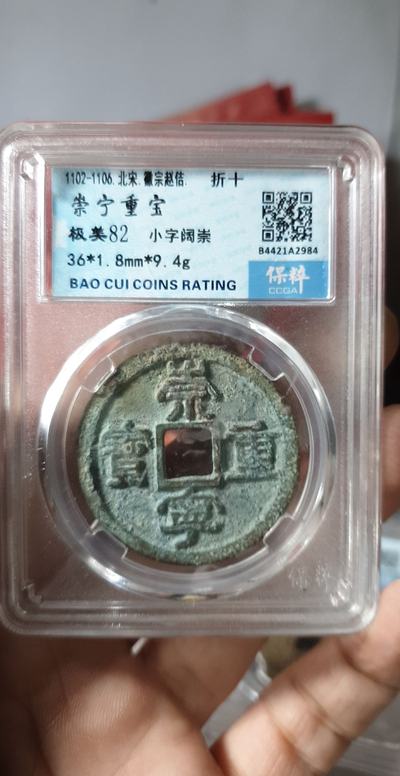 1102-1106.北宋.徽宗赵佶. 折十
崇宁重宝
极美82 小字阔崇
36*1.8mm*9.4g
BAO CUI COINS RATING
B4421A2984
保粹
CCGA
崇
寶 重
寧
保粹